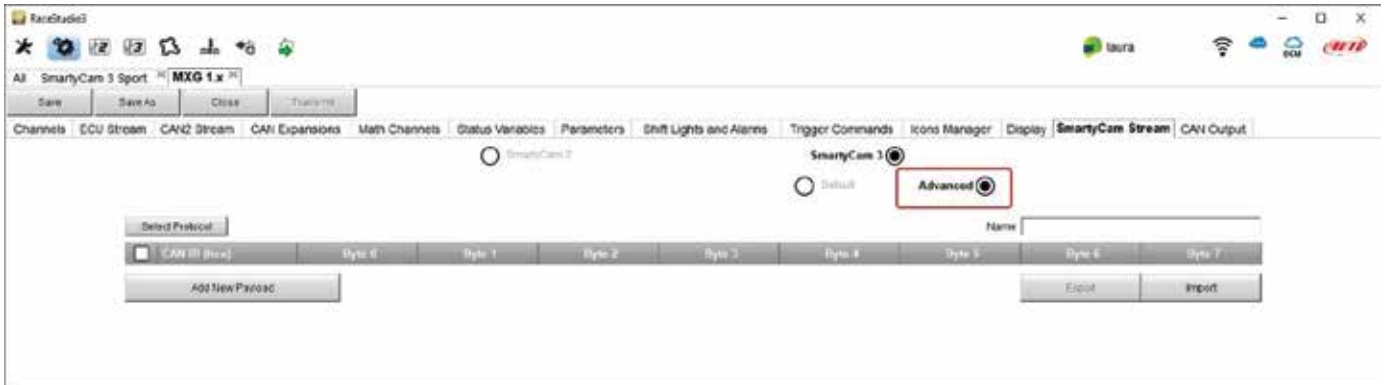 RaceStudio3
laura
AiM
All SmartyCam 3 Sport MXG 1.x
Save Save As Close Transmit
Channels ECU Stream CAN2 Stream CAN Expansions Math Channels Status Variables Parameters Shift Lights and Alarms Trigger Commands Icons Manager Display SmartyCam Stream CAN Output
SmartyCam 2 SmartyCam 3
Default Advanced
Select Protocol Name
CAN ID (hex) Byte 0 Byte 1 Byte 2 Byte 3 Byte 4 Byte 5 Byte 6 Byte 7
Add New Payload Export Import